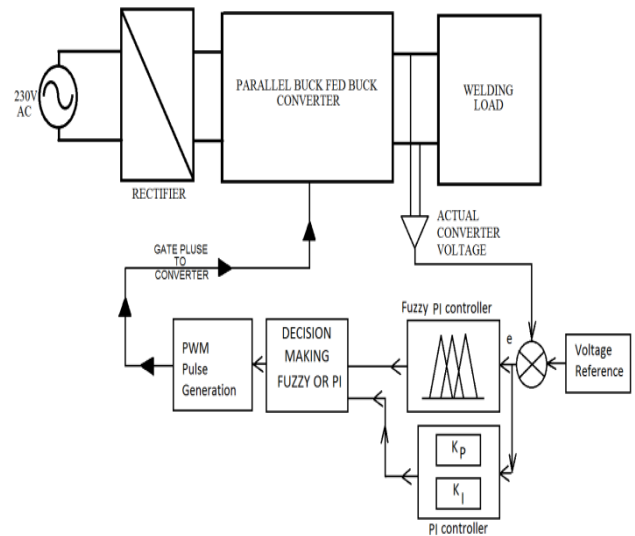 230V
AC
RECTIFIER
PARALLEL BUCK FED BUCK
CONVERTER
WELDING
LOAD
ACTUAL
CONVERTER
VOLTAGE
GATE PLUSE
TO
CONVERTER
PWM
Pulse
Generation
DECISION
MAKING
FUZZY OR PI
Fuzzy PI controller
e
Voltage
Reference
K_P
K_I
PI controller